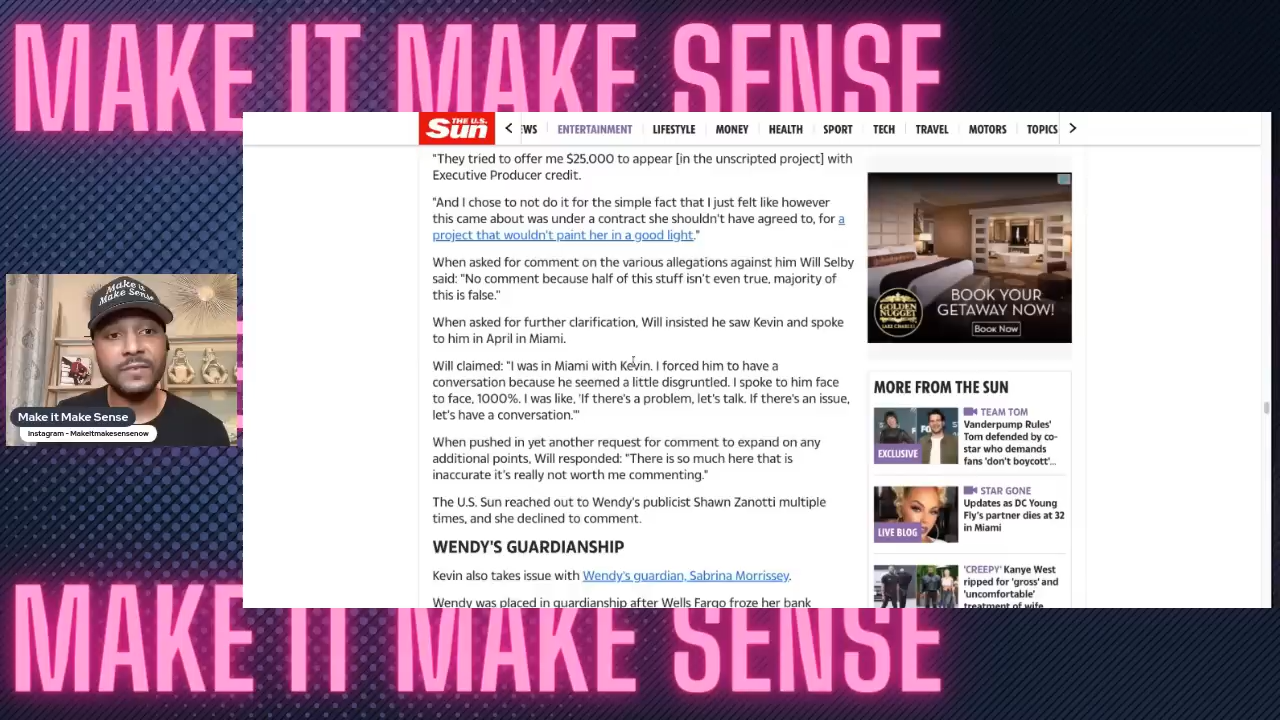 MAKE IT MAKE SENSE
THE U.S.
Sun
EWS
ENTERTAINMENT
LIFESTYLE
MONEY
HEALTH
SPORT
TECH
TRAVEL
MOTORS
TOPICS
"They tried to offer me $25,000 to appear [in the unscripted project] with
Executive Producer credit.
"And I chose to not do it for the simple fact that I just felt like however
this came about was under a contract she shouldn't have agreed to, for a
project that wouldn't paint her in a good light."
When asked for comment on the various allegations against him Will Selby
said: "No comment because half of this stuff isn't even true, majority of
this is false."
When asked for further clarification, Will insisted he saw Kevin and spoke
to him in April in Miami.
Will claimed: "I was in Miami with Kevin. I forced him to have a
conversation because he seemed a little disgruntled. I spoke to him face
to face, 1000%. I was like, 'If there's a problem, let's talk. If there's an issue,
let's have a conversation.'"
When pushed in yet another request for comment to expand on any
additional points, Will responded: "There is so much here that is
inaccurate it's really not worth me commenting."
The U.S. Sun reached out to Wendy's publicist Shawn Zanotti multiple
times, and she declined to comment.
WENDY'S GUARDIANSHIP
Kevin also takes issue with Wendy's guardian, Sabrina Morrissey.
Wendy was placed in guardianship after Wells Fargo froze her bank
GOLDEN
NUGGET
LAKE CHARLES
BOOK YOUR
GETAWAY NOW!
Book Now
MORE FROM THE SUN
EXCLUSIVE
TEAM TOM
Vanderpump Rules'
Tom defended by co-
star who demands
fans 'don't boycott'...
LIVE BLOG
STAR GONE
Updates as DC Young
Fly's partner dies at 32
in Miami
'CREEPY' Kanye West
ripped for 'gross' and
'uncomfortable'
treatment of wife
Make it
Make Sense
Make it Make Sense
Instagram - Makeitmakesensenow
MAKE IT MAKE SENSE